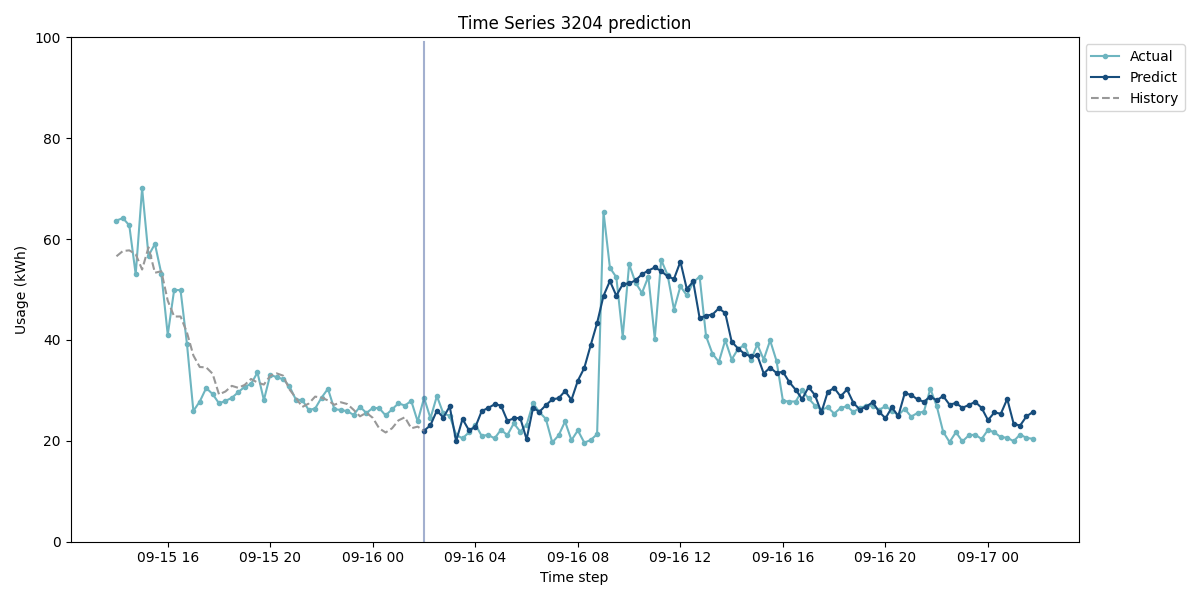 Time Series 3204 prediction
100
80
60
40
20
0
Usage (kWh)
09-15 16
09-15 20
09-16 00
09-16 04
09-16 08
09-16 12
09-16 16
09-16 20
09-17 00
Time step
Actual
Predict
History